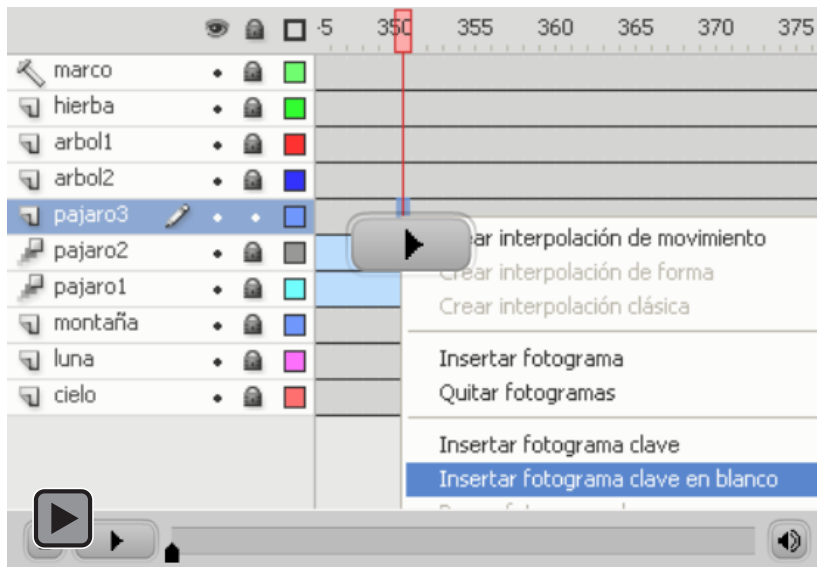 5 350 355 360 365 370 375
marco
hierba
arbol1
arbol2
pajaro3
pajaro2
pajaro1
montaña
luna
cielo
ear interpolación de movimiento
Crear interpolación de forma
Crear interpolación clásica
Insertar fotograma
Quitar fotogramas
Insertar fotograma clave
Insertar fotograma clave en blanco